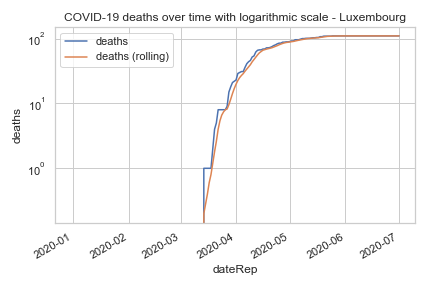 COVID-19 deaths over time with logarithmic scale - Luxembourg
deaths
deaths (rolling)
10²
10¹
10⁰
deaths
2020-01
2020-02
2020-03
2020-04
2020-05
2020-06
2020-07
dateRep